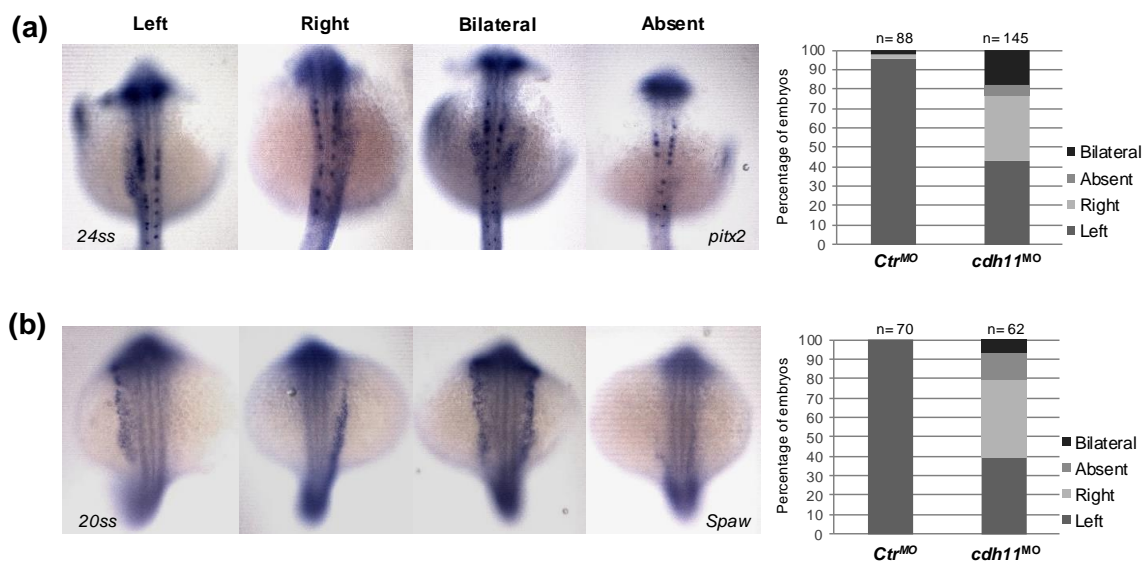 (a)
Left Right Bilateral Absent
24ss
pitx2
n= 88 n= 145
Percentage of embryos
100
90
80
70
60
50
40
30
20
10
0
Bilateral
Absent
Right
Left
Ctr^MO cdh11^MO
(b)
20ss
Spaw
n= 70 n= 62
Percentage of embryos
100
90
80
70
60
50
40
30
20
10
0
Bilateral
Absent
Right
Left
Ctr^MO cdh11^MO